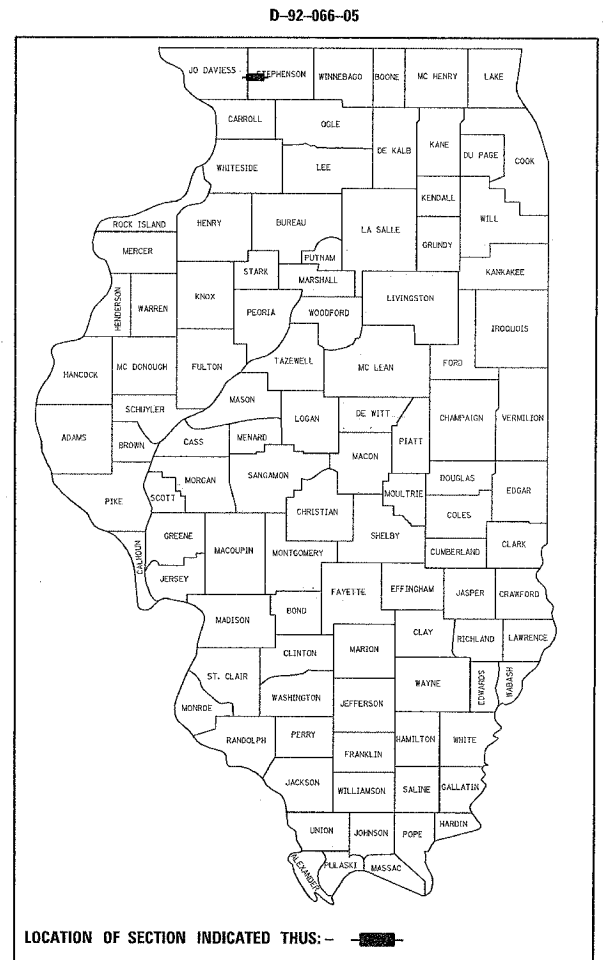 D-92-066-05
JO DAVIESS STEPHENSON WINNEBAGO BOONE MC HENRY LAKE
CARROLL OGLE DE KALB KANE DU PAGE COOK
WHITESIDE LEE
KENDALL WILL
ROCK ISLAND HENRY BUREAU LA SALLE GRUNDY
MERCER PUTNAM KANKAKEE
STARK MARSHALL
HENDERSON WARREN KNOX PEORIA WOODFORD LIVINGSTON IROQUOIS
HANCOCK MC DONOUGH FULTON TAZEWELL MC LEAN FORD
MASON
SCHUYLER LOGAN DE WITT CHAMPAIGN VERMILION
ADAMS BROWN CASS MENARD PIATT
MACON
PIKE SCOTT MORGAN SANGAMON MOULTRIE DOUGLAS EDGAR
CHRISTIAN COLES
CALHOUN GREENE MACOUPIN MONTGOMERY SHELBY CUMBERLAND CLARK
JERSEY
FAYETTE EFFINGHAM JASPER CRAWFORD
MADISON BOND
CLAY RICHLAND LAWRENCE
CLINTON MARION
ST. CLAIR WAYNE EDWARDS WABASH
WASHINGTON JEFFERSON
MONROE
RANDOLPH PERRY HAMILTON WHITE
FRANKLIN
JACKSON WILLIAMSON SALINE GALLATIN
UNION JOHNSON POPE HARDIN
ALEXANDER PULASKI MASSAC
LOCATION OF SECTION INDICATED THUS: -